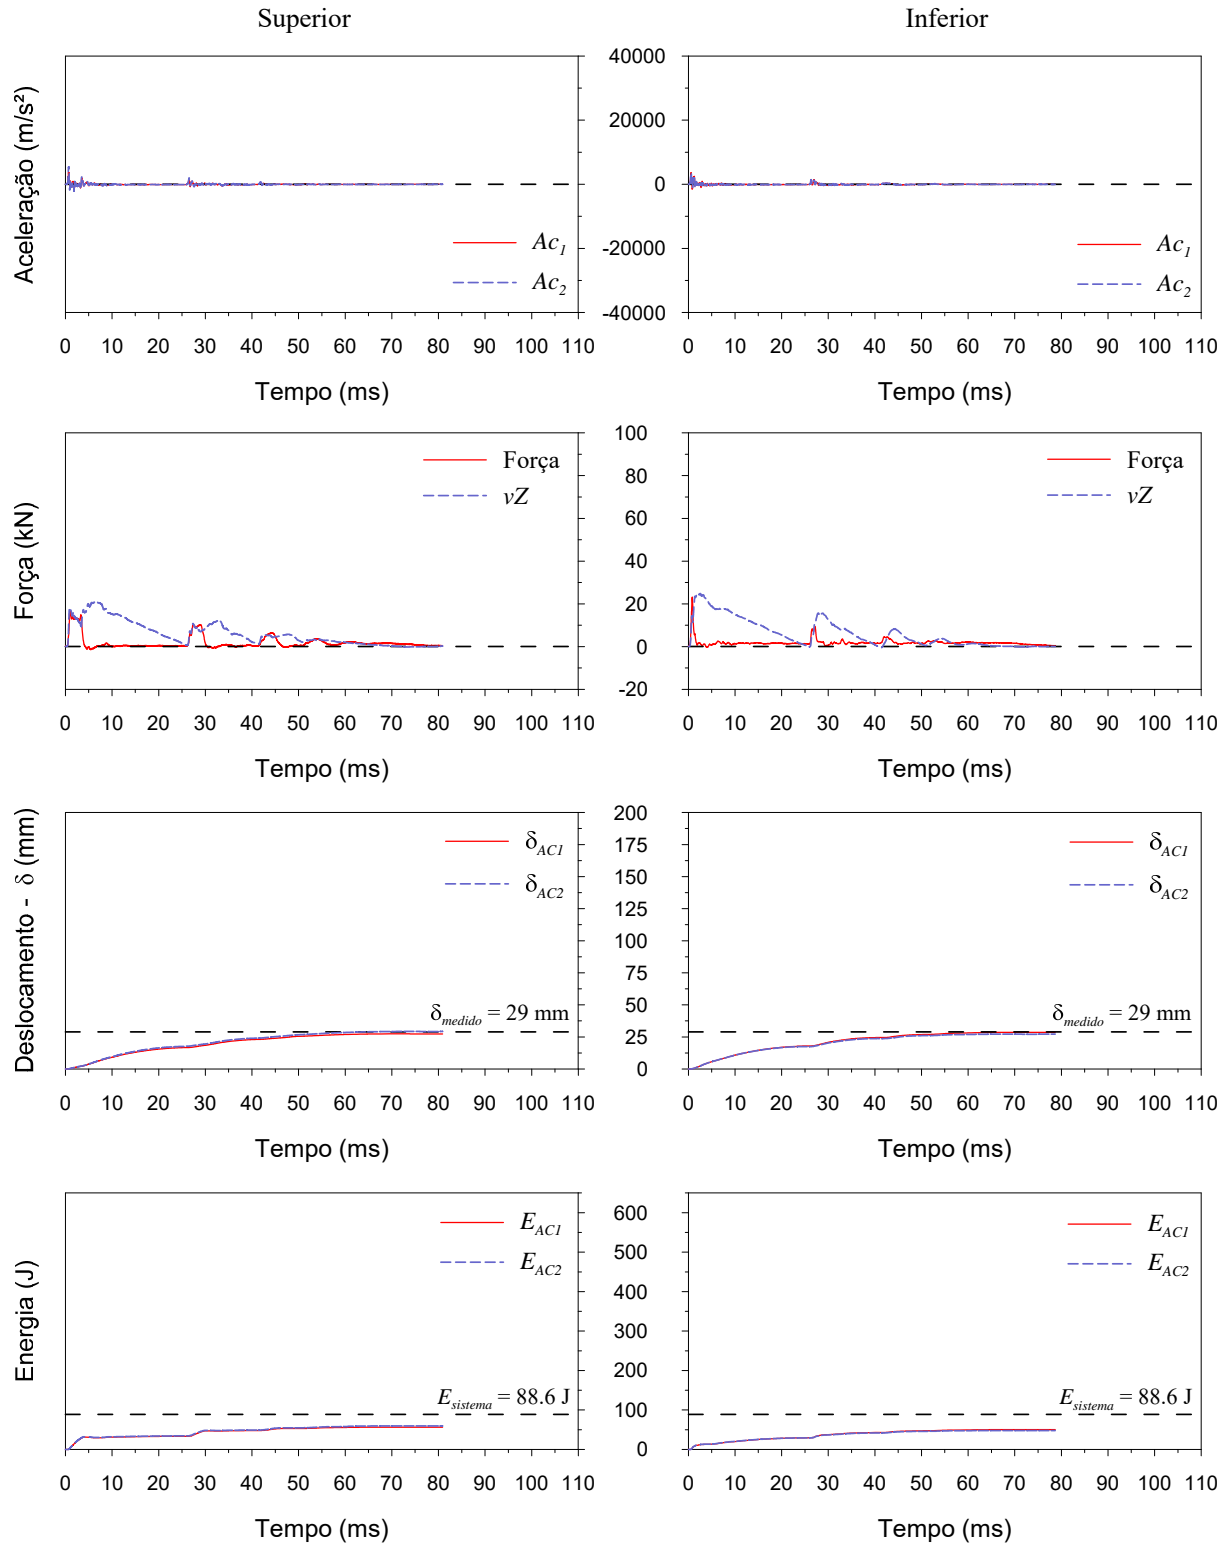 Superior Inferior
Aceleração (m/s²)
40000
20000
0
-20000
-40000
Ac1
Ac2
Ac1
Ac2
0 10 20 30 40 50 60 70 80 90 100 110
0 10 20 30 40 50 60 70 80 90 100 110
Tempo (ms) Tempo (ms)
Força (kN)
100
80
60
40
20
0
-20
Força
vZ
Força
vZ
0 10 20 30 40 50 60 70 80 90 100 110
0 10 20 30 40 50 60 70 80 90 100 110
Tempo (ms) Tempo (ms)
Deslocamento - δ (mm)
200
175
150
125
100
75
50
25
0
δAC1
δAC2
δmedido = 29 mm
δAC1
δAC2
δmedido = 29 mm
0 10 20 30 40 50 60 70 80 90 100 110
0 10 20 30 40 50 60 70 80 90 100 110
Tempo (ms) Tempo (ms)
Energia (J)
600
500
400
300
200
100
0
EAC1
EAC2
Esistema = 88.6 J
EAC1
EAC2
Esistema = 88.6 J
0 10 20 30 40 50 60 70 80 90 100 110
0 10 20 30 40 50 60 70 80 90 100 110
Tempo (ms) Tempo (ms)